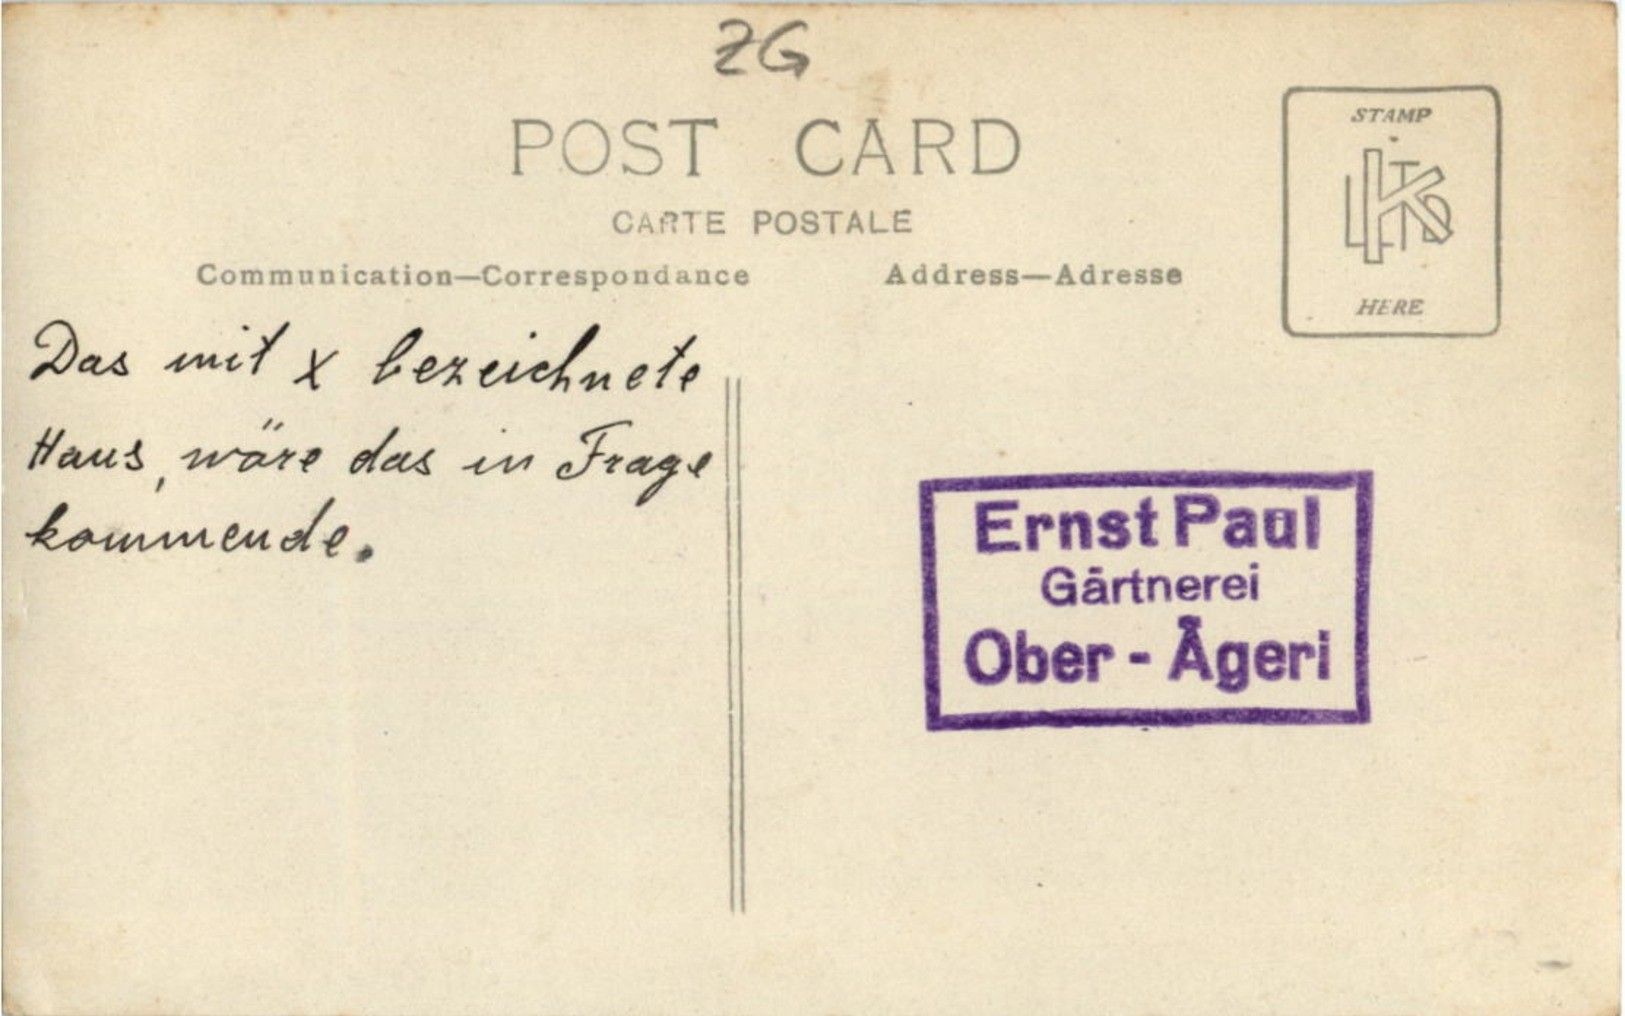 ZG
POST CARD
CARTE POSTALE
Communication—Correspondance
Address—Adresse
STAMP
HERE
Das mit x bezeichnete
Haus, wäre das in Frage
kommende.
Ernst Paul
Gärtnerei
Ober - Ägeri